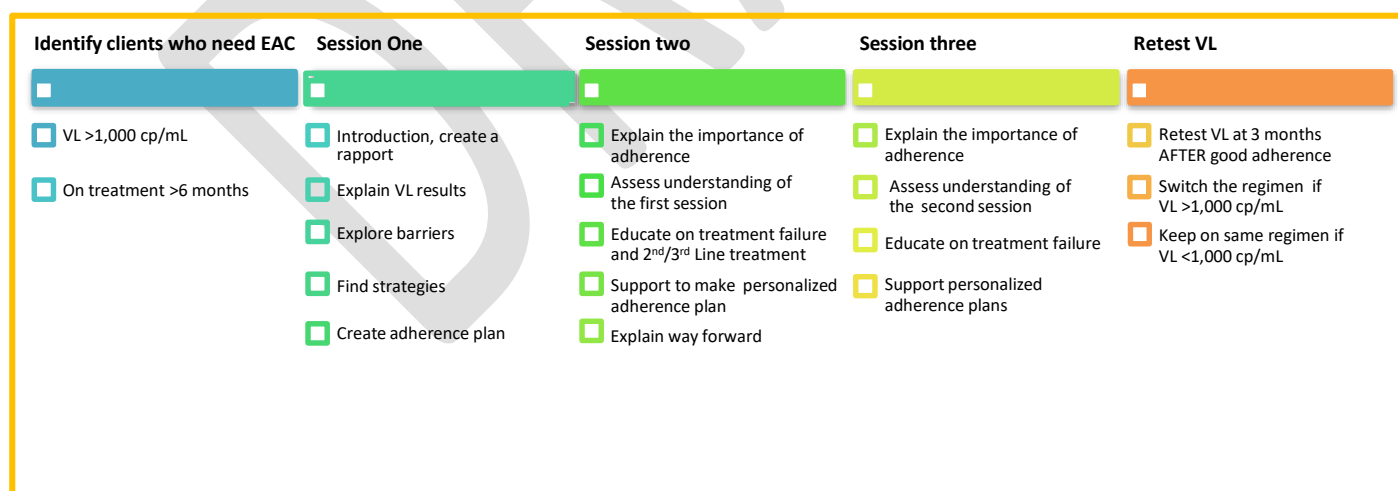 Identify clients who need EAC
VL >1,000 cp/mL
On treatment >6 months
Session One
Introduction, create a
rapport
Explain VL results
Explore barriers
Find strategies
Create adherence plan
Session two
Explain the importance of
adherence
Assess understanding of
the first session
Educate on treatment failure
and 2nd/3rd Line treatment
Support to make personalized
adherence plan
Explain way forward
Session three
Explain the importance of
adherence
Assess understanding of
the second session
Educate on treatment failure
Support personalized
adherence plans
Retest VL
Retest VL at 3 months
AFTER good adherence
Switch the regimen if
VL >1,000 cp/mL
Keep on same regimen if
VL <1,000 cp/mL